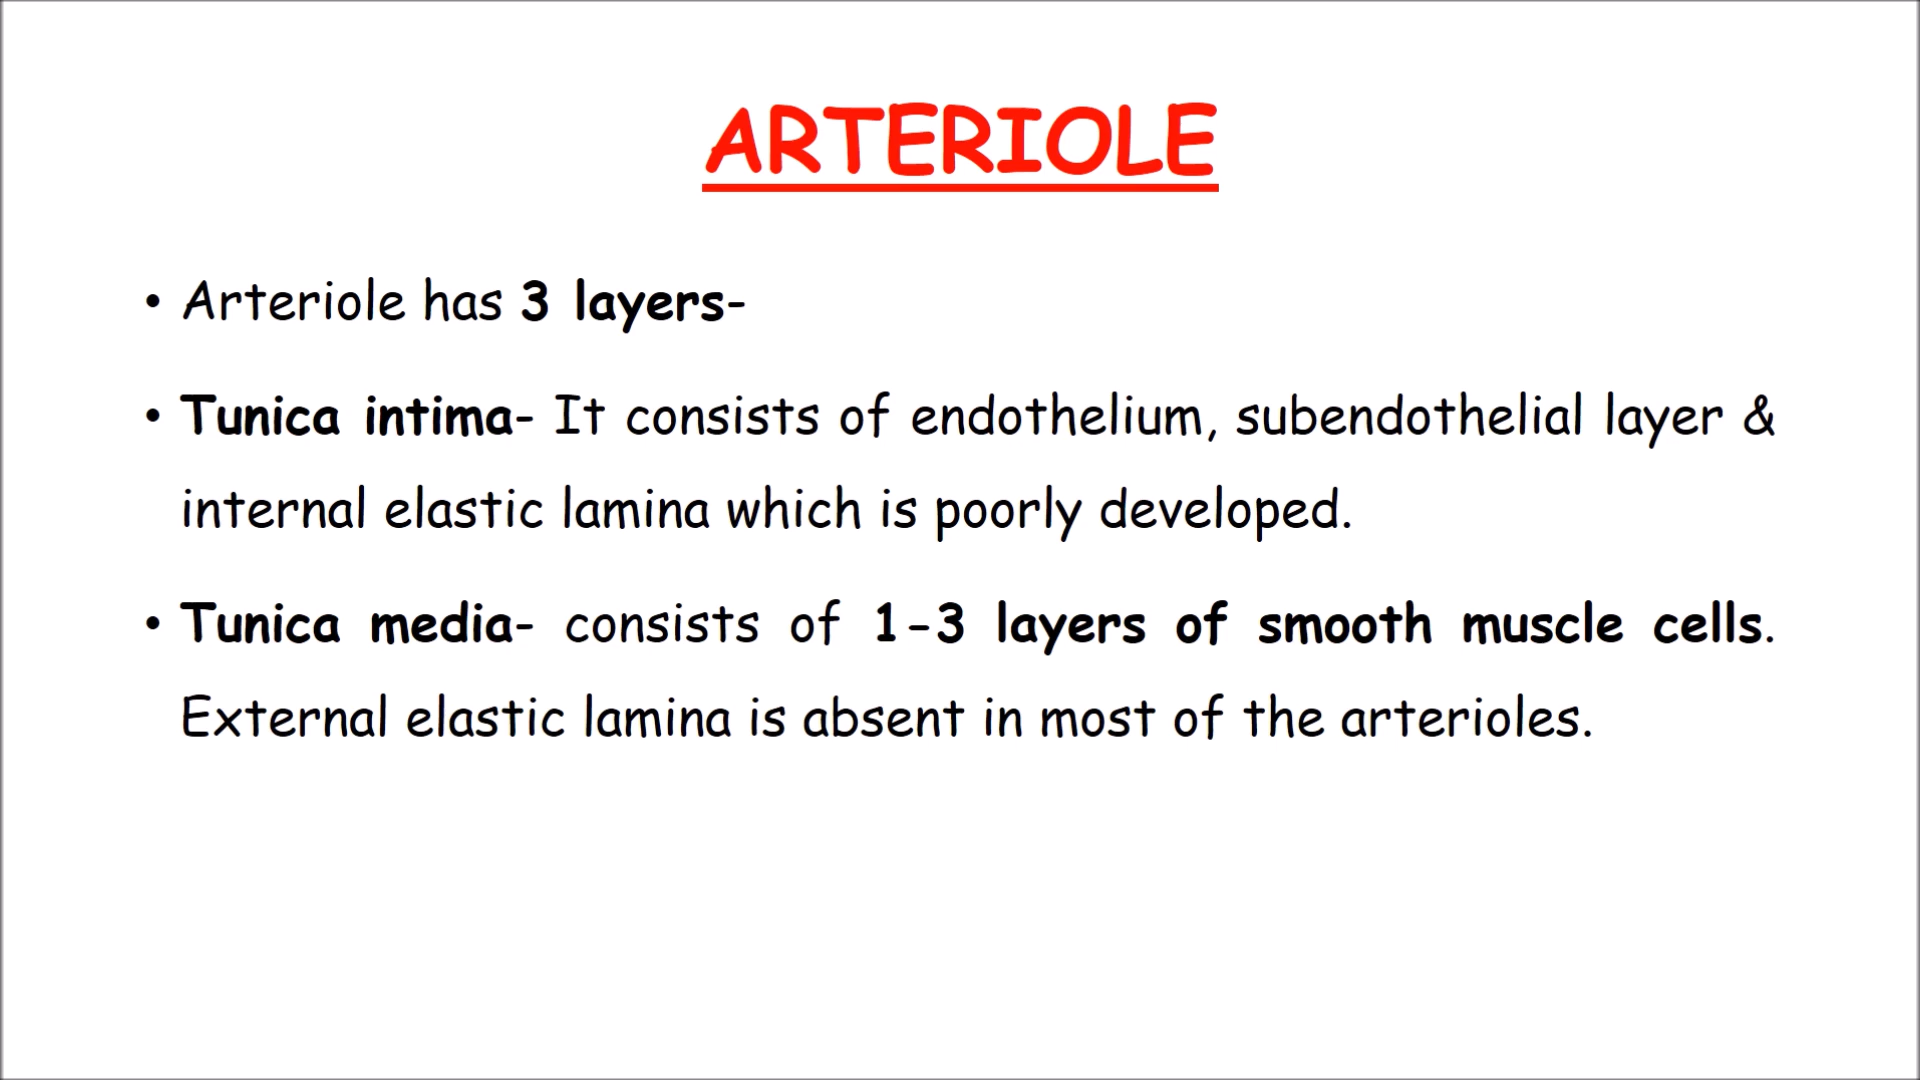 ARTERIOLE
• Arteriole has 3 layers-
• Tunica intima- It consists of endothelium, subendothelial layer &
internal elastic lamina which is poorly developed.
• Tunica media- consists of 1-3 layers of smooth muscle cells.
External elastic lamina is absent in most of the arterioles.